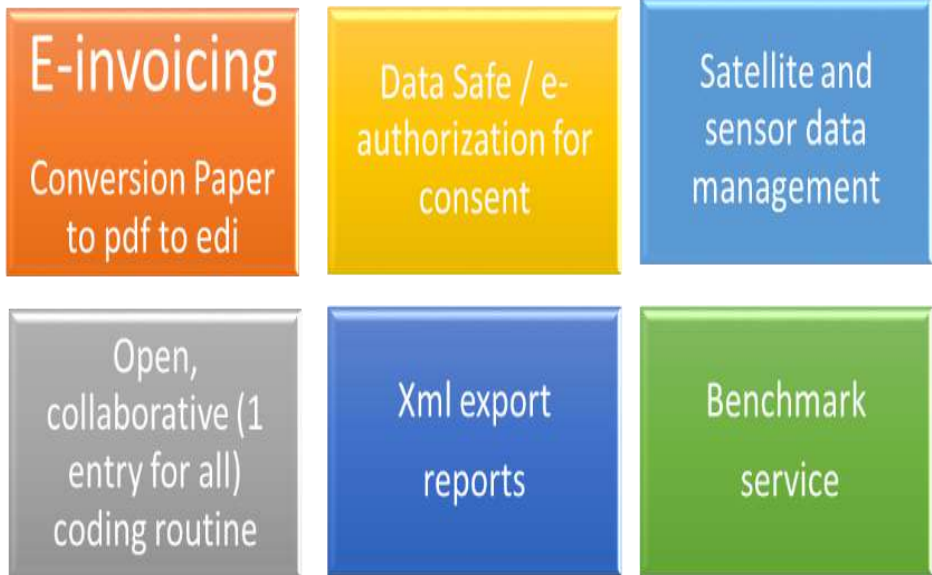 E-invoicing
Conversion Paper
to pdf to edi
Data Safe / e-
authorization for
consent
Satellite and
sensor data
management
Open,
collaborative (1
entry for all)
coding routine
Xml export
reports
Benchmark
service